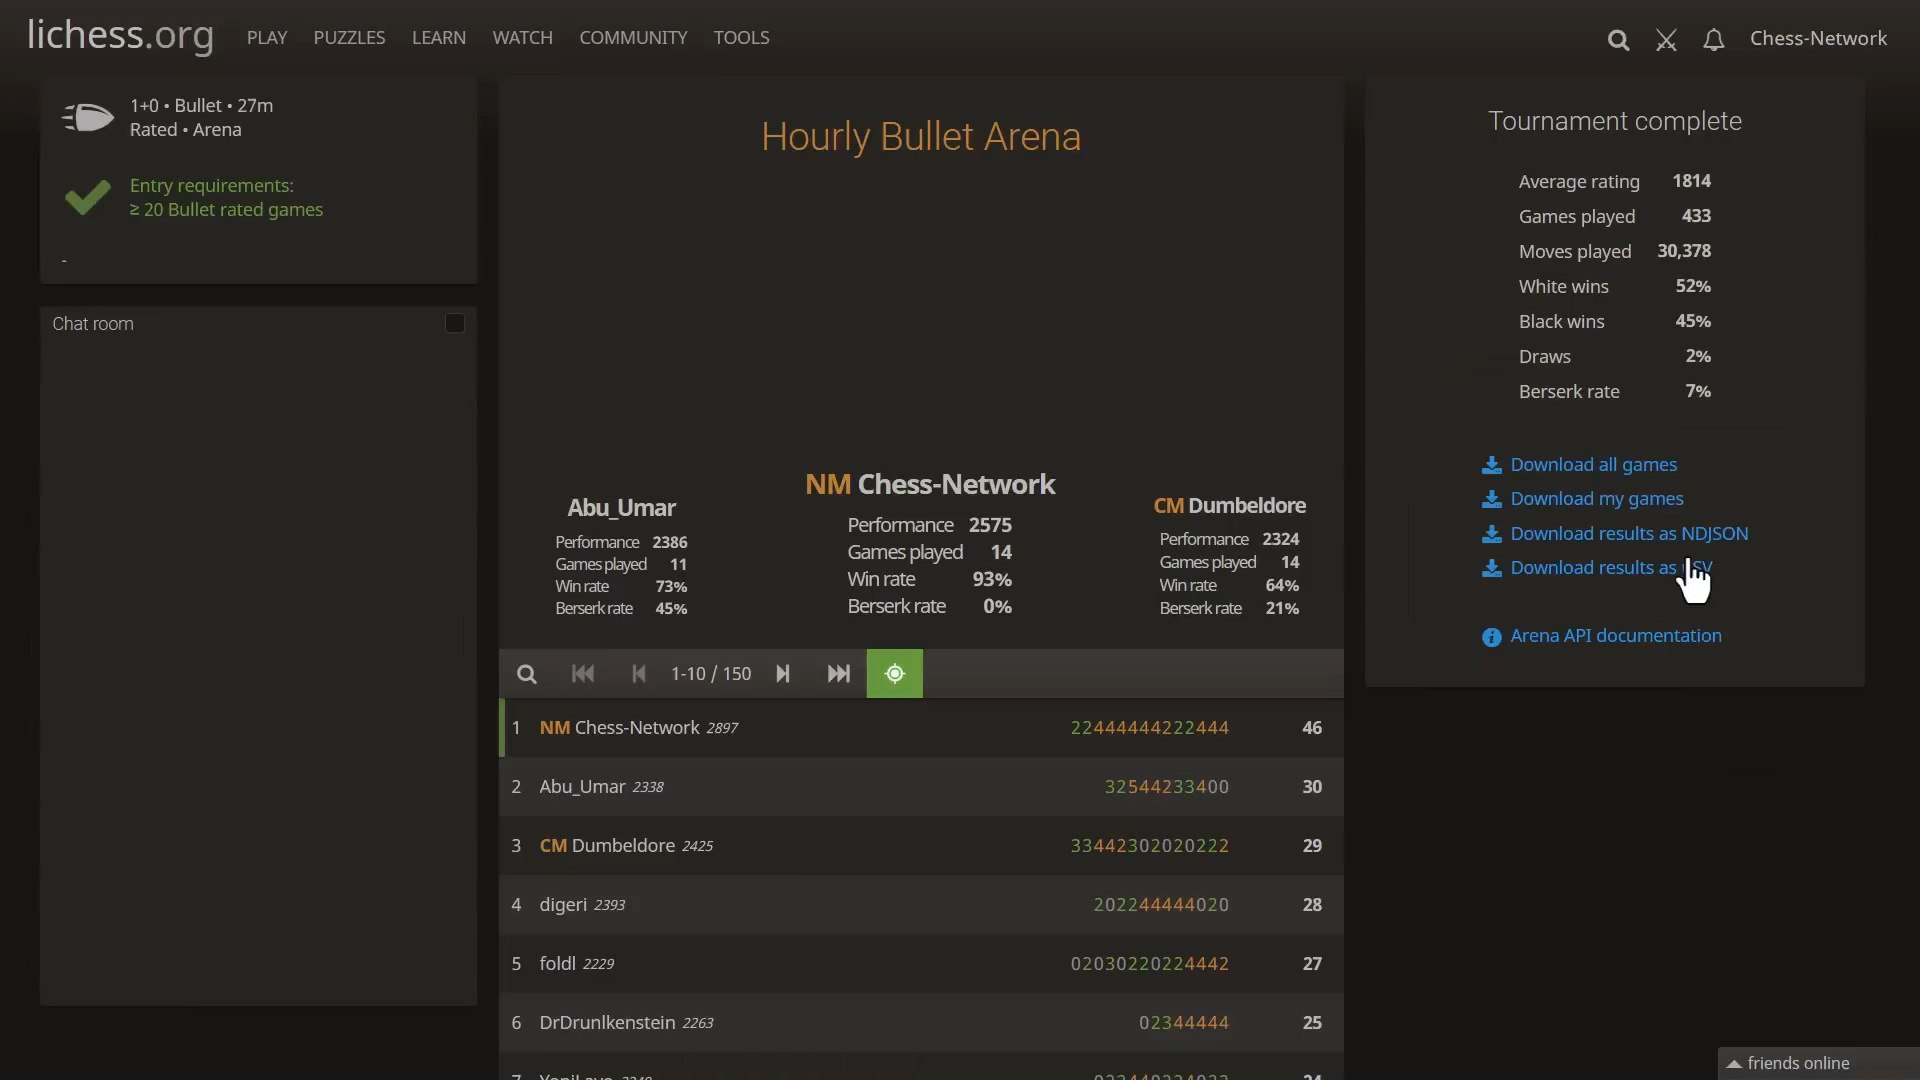 lichess.org PLAY PUZZLES LEARN WATCH COMMUNITY TOOLS Chess-Network
1+0 • Bullet • 27m
Rated • Arena
Entry requirements:
≥ 20 Bullet rated games
-
Chat room
Hourly Bullet Arena
Abu_Umar
Performance 2386
Games played 11
Win rate 73%
Berserk rate 45%
NM Chess-Network
Performance 2575
Games played 14
Win rate 93%
Berserk rate 0%
CM Dumbeldore
Performance 2324
Games played 14
Win rate 64%
Berserk rate 21%
1-10 / 150
1 NM Chess-Network 2897 22444444222444 46
2 Abu_Umar 2338 32544233400 30
3 CM Dumbeldore 2425 33442302020222 29
4 digeri 2393 202244444020 28
5 foldl 2229 02030220224442 27
6 DrDrunlkenstein 2263 02344444 25
Tournament complete
Average rating 1814
Games played 433
Moves played 30,378
White wins 52%
Black wins 45%
Draws 2%
Berserk rate 7%
Download all games
Download my games
Download results as NDJSON
Download results as
Arena API documentation
friends online